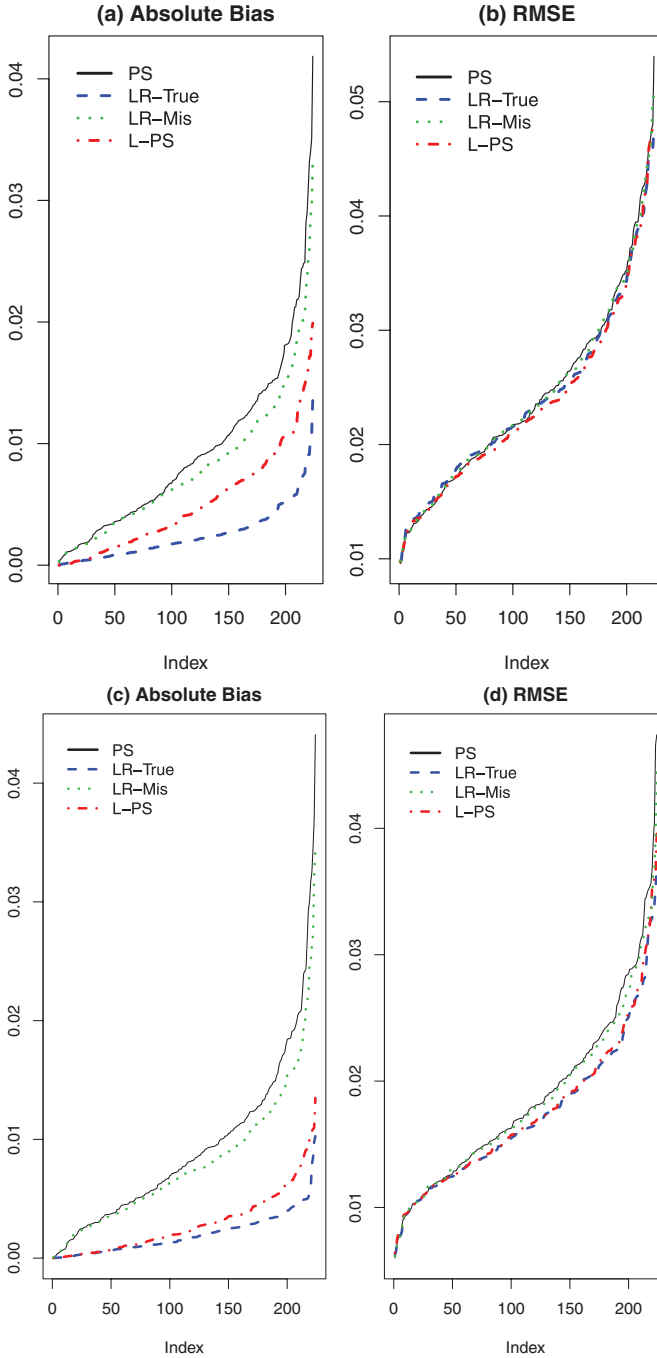 (a) Absolute Bias
PS
LR−True
LR−Mis
L−PS
0.00
0.01
0.02
0.03
0.04
0
50
100
150
200
Index
(b) RMSE
PS
LR−True
LR−Mis
L−PS
0.01
0.02
0.03
0.04
0.05
0
50
100
150
200
Index
(c) Absolute Bias
PS
LR−True
LR−Mis
L−PS
0.00
0.01
0.02
0.03
0.04
0
50
100
150
200
Index
(d) RMSE
PS
LR−True
LR−Mis
L−PS
0.01
0.02
0.03
0.04
0
50
100
150
200
Index